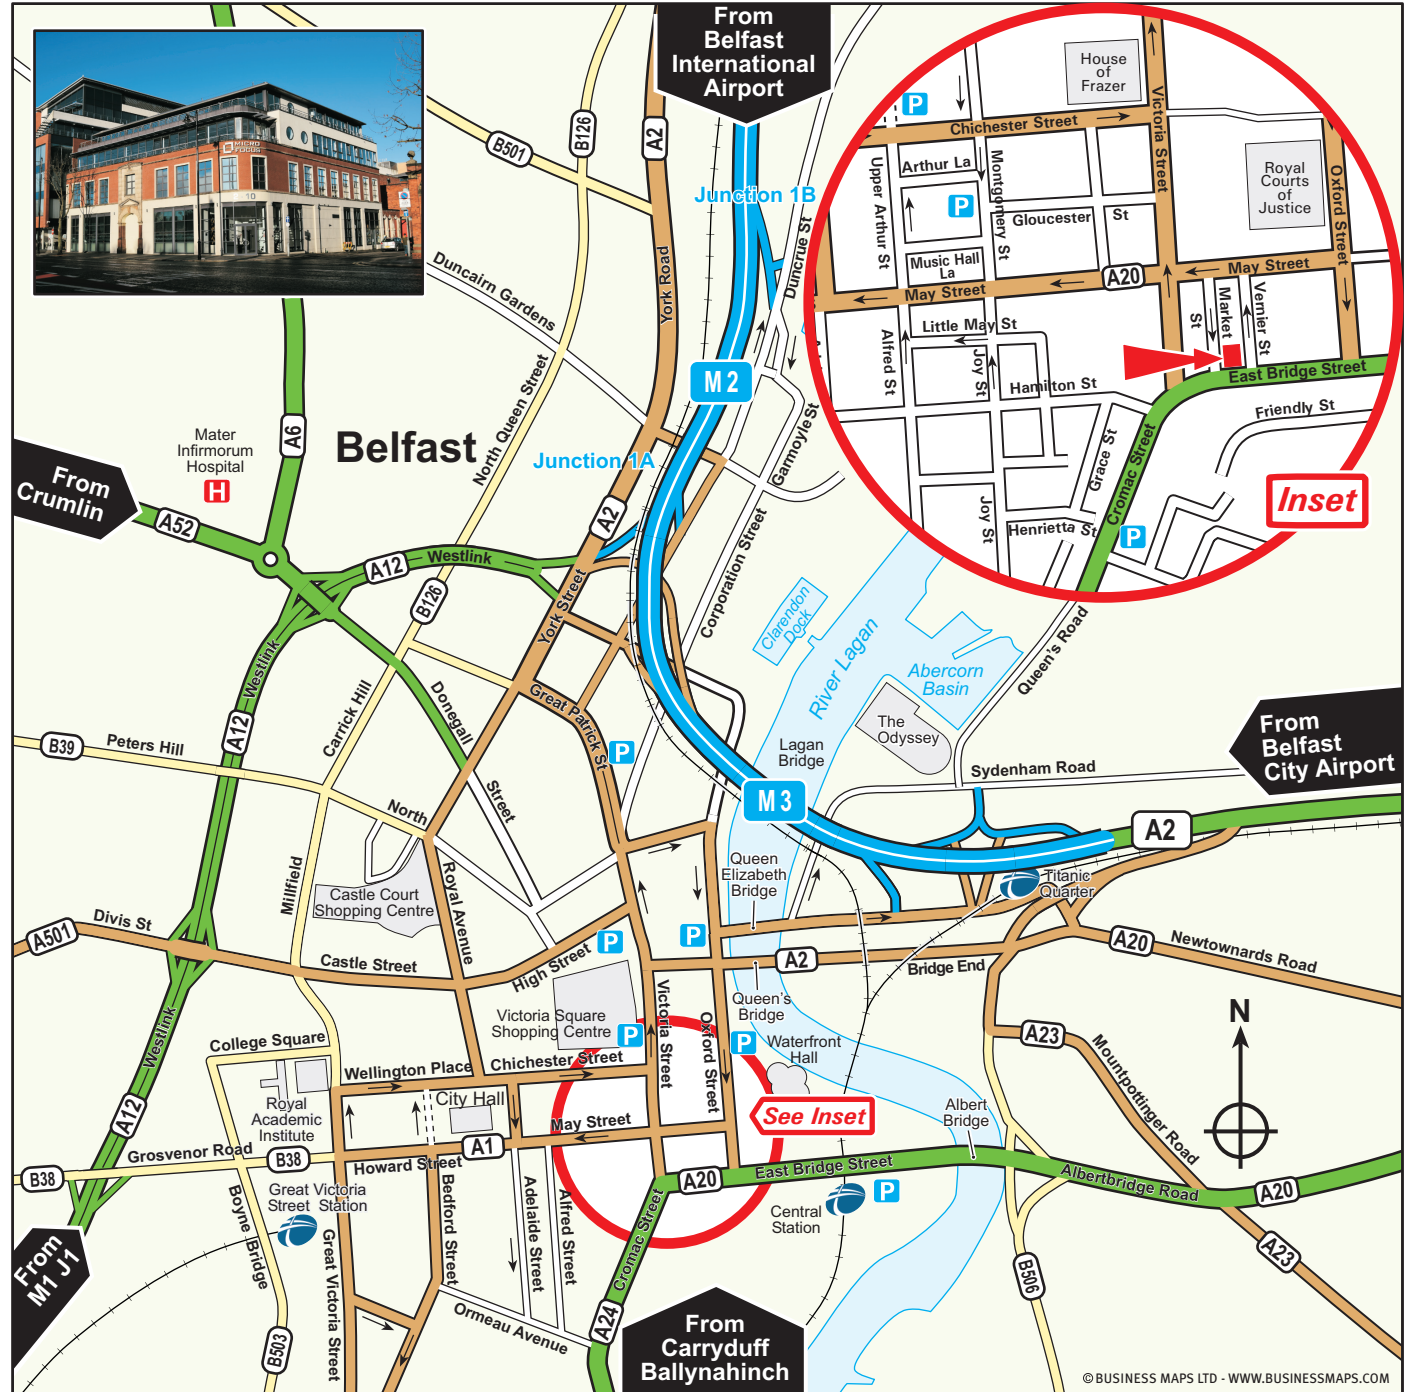 From
Belfast
International
Airport
MICRO
FOCUS
10
B501
B126
A2
Junction 1B
Duncrue St
York Road
Duncairn Gardens
North Queen Street
M2
Garmoyle St
Junction 1A
Belfast
A6
Mater
Infirmorum
Hospital
H
From
Crumlin
A52
A12
Westlink
B126
A2
York Street
Corporation Street
Clarendon
Dock
River Lagan
Abercorn
Basin
Queen's Road
The
Odyssey
Lagan
Bridge
Sydenham Road
From
Belfast
City Airport
House
of
Frazer
P
Chichester Street
Victoria Street
Arthur La
Upper Arthur St
Montgomery St
P
Gloucester St
Royal
Courts
of
Justice
Oxford Street
Music Hall
La
May Street
A20
May Street
Little May St
Alfred St
Joy St
Market
St
Vernier St
Hamilton St
East Bridge Street
Friendly St
Grace St
Cromac Street
Joy St
Henrietta St
P
Inset
Westlink
A12
Carrick Hill
Donegall
Street
Great Patrick St
P
B39
Peters Hill
North
M3
A2
Queen
Elizabeth
Bridge
Titanic
Quarter
Millfield
Castle Court
Shopping Centre
Royal Avenue
A501
Divis St
Castle Street
High Street
P
P
A2
Bridge End
A20
Newtownards Road
Queen's
Bridge
Victoria Square
Shopping Centre
P
Victoria Street
Oxford Street
P
Waterfront
Hall
A23
Mountpottinger Road
N
Westlink
College Square
Wellington Place
Chichester Street
Royal
Academic
Institute
City Hall
May Street
See Inset
Albert
Bridge
A12
Grosvenor Road
B38
B38
Howard Street
A1
A20
East Bridge Street
Albertbridge Road
A20
Great Victoria
Street Station
Boyne Bridge
Great Victoria Street
Bedford Street
Adelaide Street
Alfred Street
Cromac Street
Central
Station
P
A23
B506
From
M1 J1
B503
Ormeau Avenue
A24
From
Carryduff
Ballynahinch
© BUSINESS MAPS LTD - WWW.BUSINESSMAPS.COM